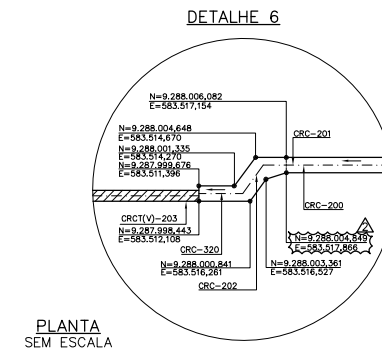 DETALHE 6
N=9.288.006,082
E=583.517,154
N=9.288.004,648
E=583.514,670
N=9.288.001,335
E=583.514,270
N=9.287.999,676
E=583.511,396
CRC-201
CRC-200
CRCT(V)-203
N=9.287.998,443
E=583.512,108
CRC-320
N=9.288.000,841
E=583.516,261
CRC-202
N=9.288.004,849
E=583.517,866
N=9.288.003,361
E=583.516,527
PLANTA
SEM ESCALA